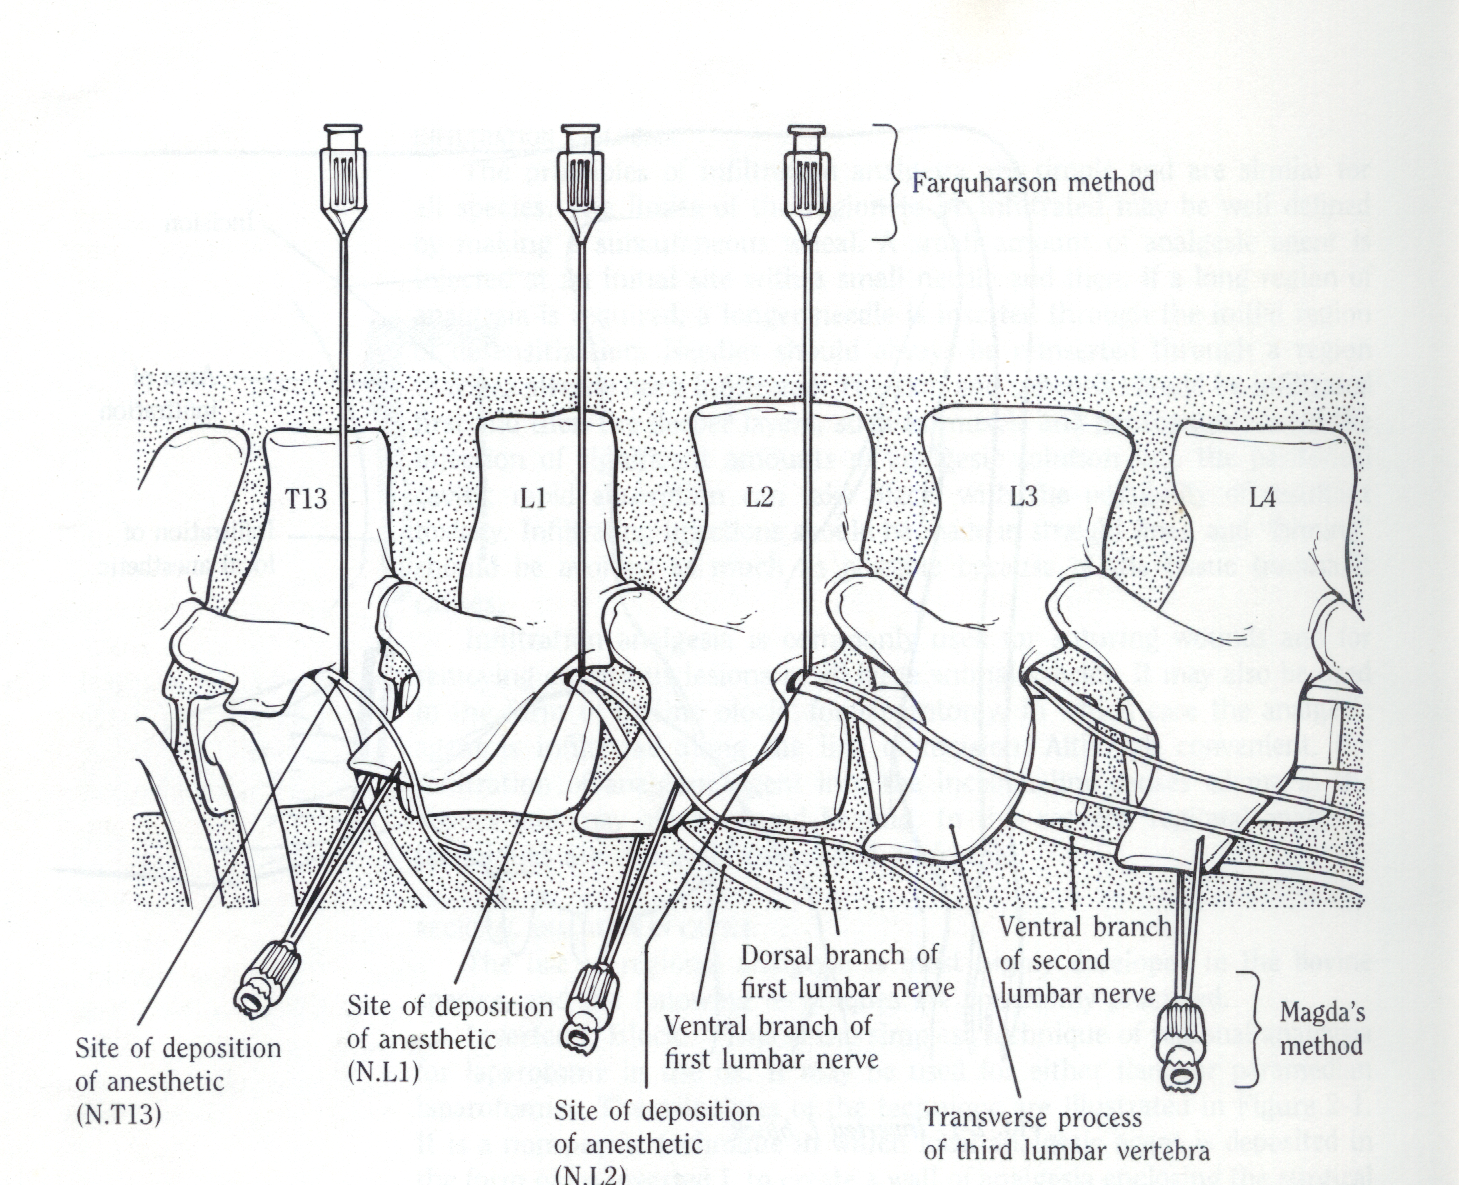 Farquharson method
T13
L1
L2
L3
L4
Site of deposition
of anesthetic
(N.T13)
Site of deposition
of anesthetic
(N.L1)
Site of deposition
of anesthetic
(N.L2)
Ventral branch of
first lumbar nerve
Dorsal branch of
first lumbar nerve
Ventral branch
of second
lumbar nerve
Transverse process
of third lumbar vertebra
Magda's
method